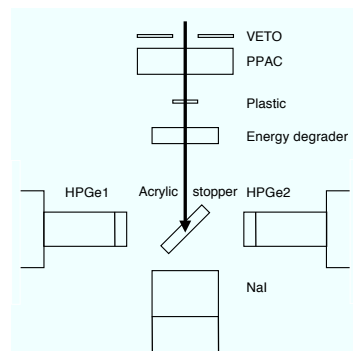 VETO
PPAC
Plastic
Energy degrader
HPGe1 Acrylic stopper HPGe2
NaI